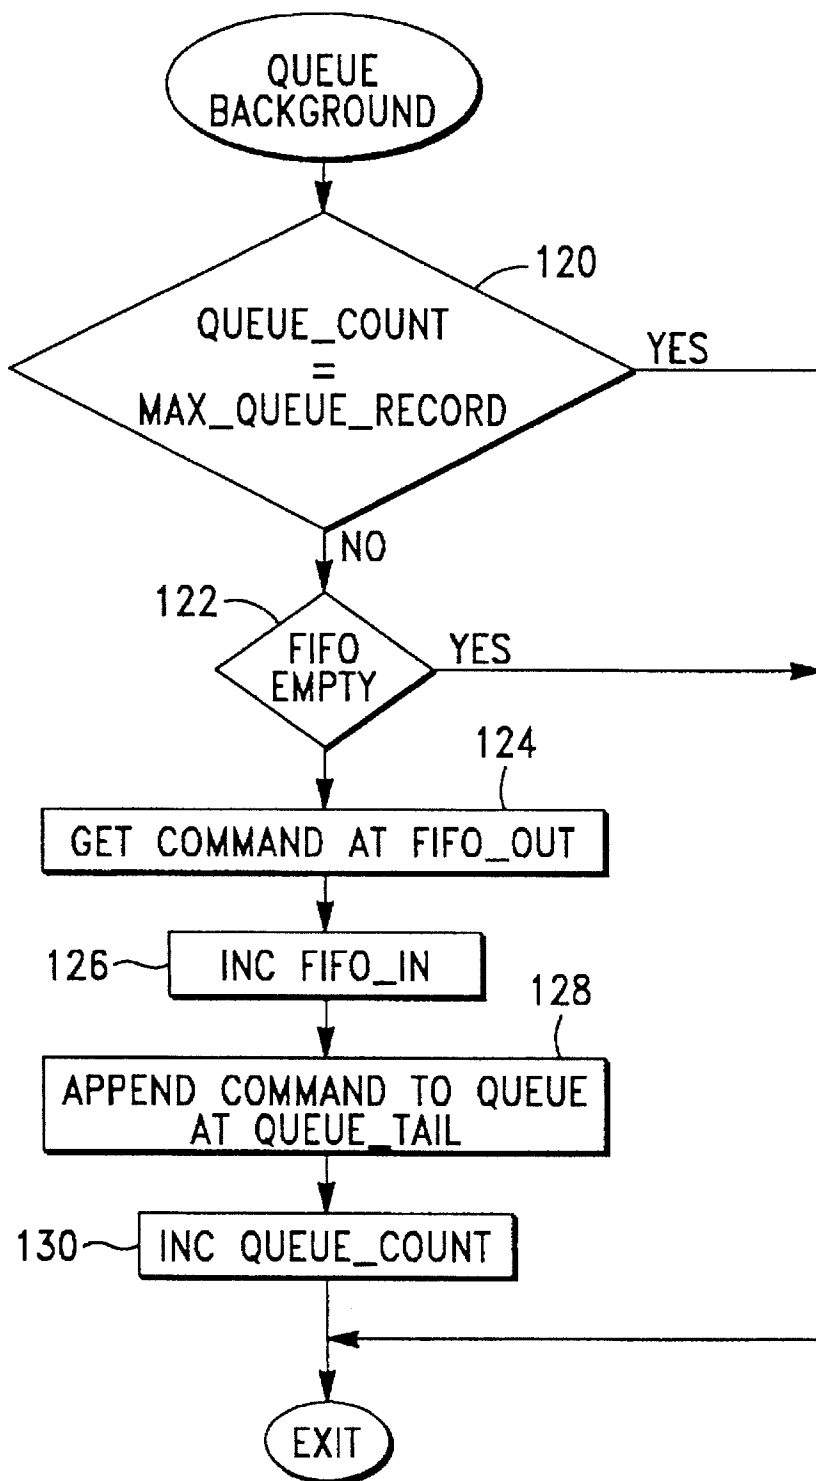 QUEUE
BACKGROUND
120
QUEUE_COUNT
=
MAX_QUEUE_RECORD
YES
NO
122
FIFO
EMPTY
YES
124
GET COMMAND AT FIFO_OUT
126
INC FIFO_IN
128
APPEND COMMAND TO QUEUE
AT QUEUE_TAIL
130
INC QUEUE_COUNT
EXIT